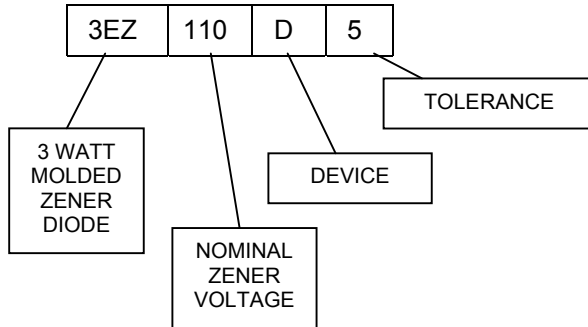 3EZ 110 D 5
TOLERANCE
3 WATT
MOLDED
ZENER
DIODE
DEVICE
NOMINAL
ZENER
VOLTAGE